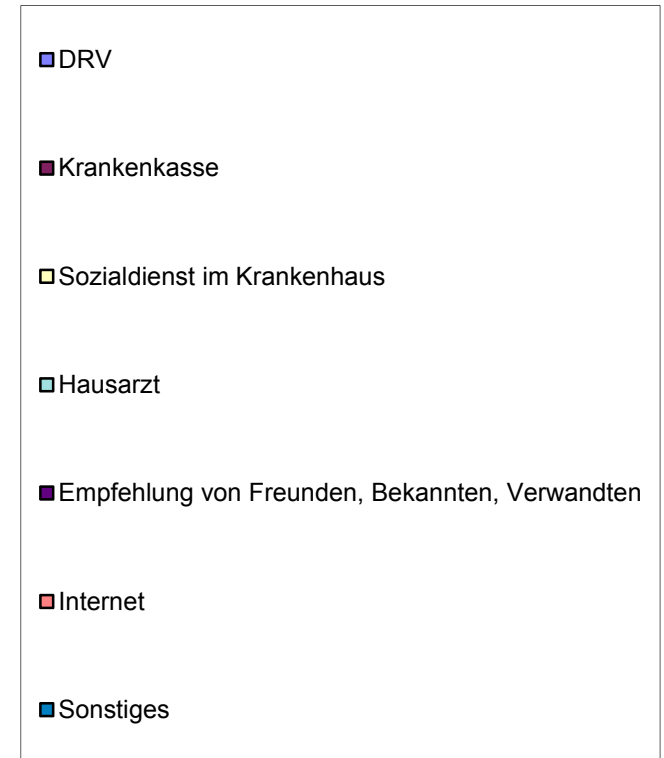 DRV
Krankenkasse
Sozialdienst im Krankenhaus
Hausarzt
Empfehlung von Freunden, Bekannten, Verwandten
Internet
Sonstiges